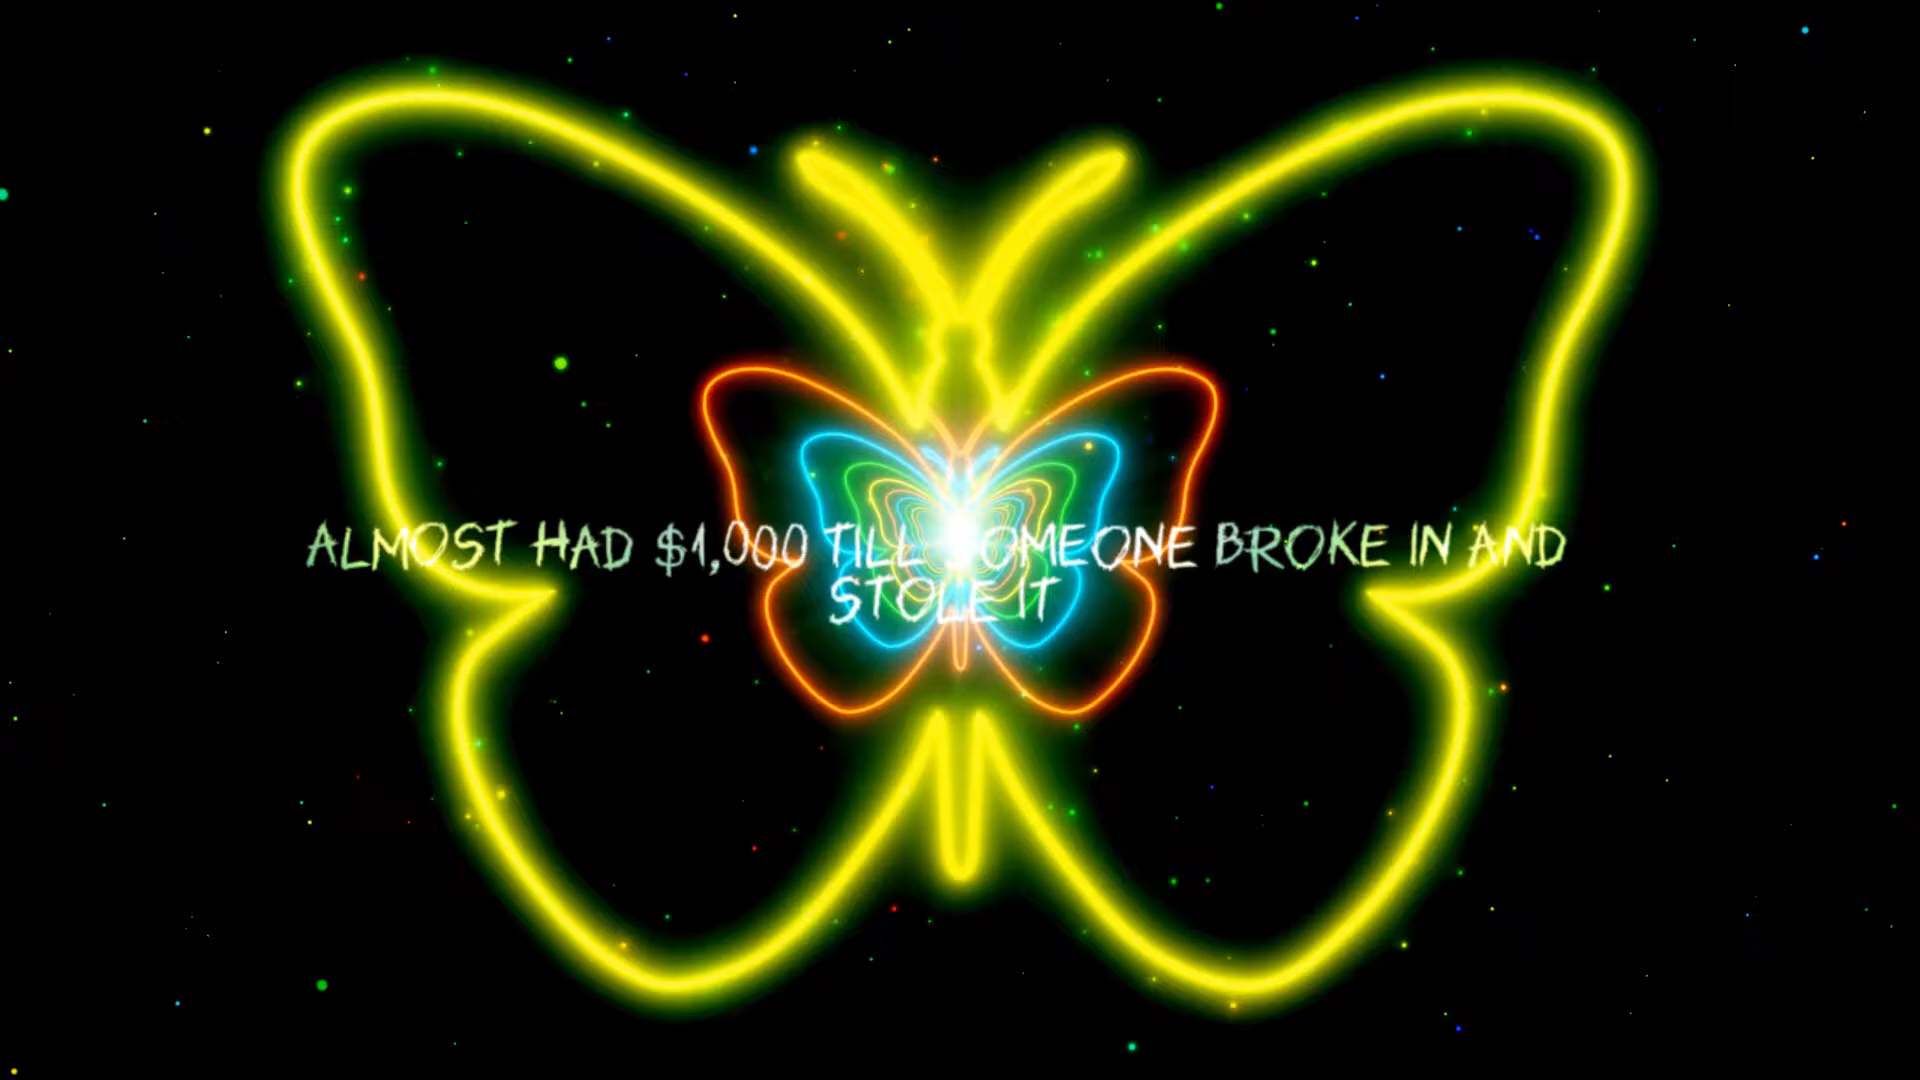 ALMOST HAD $1,000 TILL SOMEONE BROKE IN AND
STOLE IT